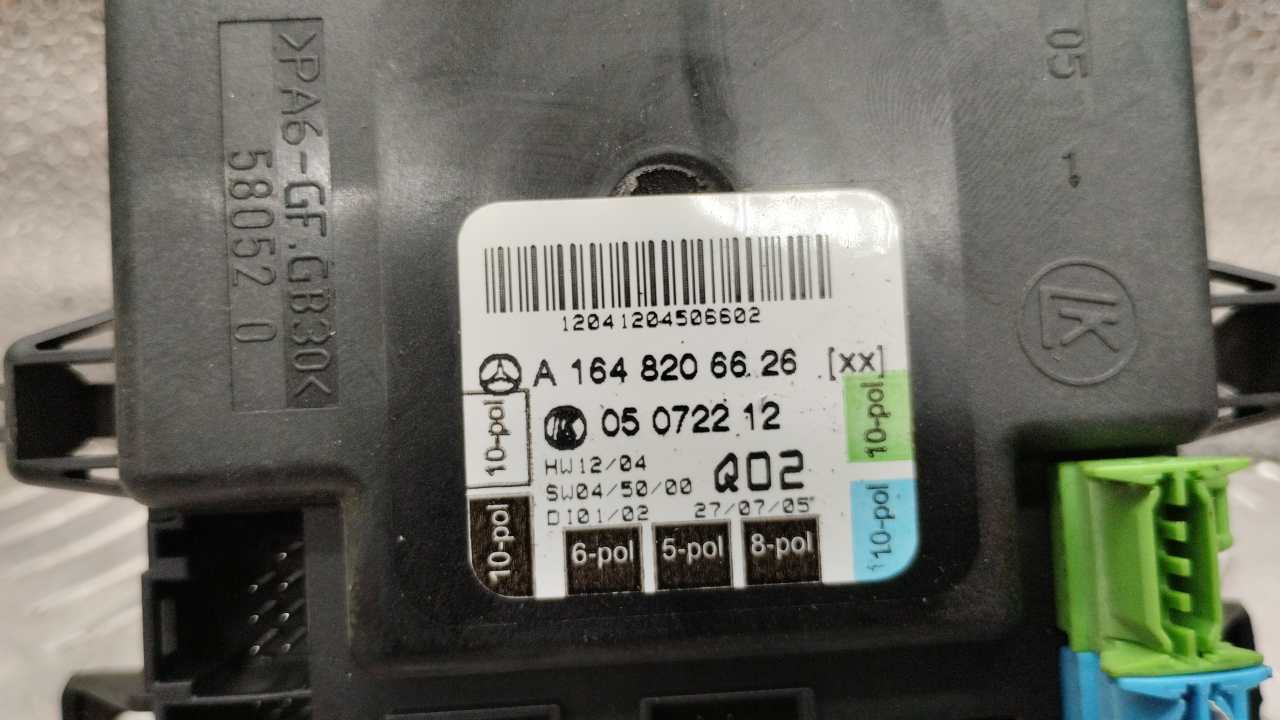 >PA6-GF.GB30<
58052 0
05
1
LK
12041204506602
A 164 820 66 26 [xx]
05 0722 12
HW12/04
SW04/50/00
DI01/02
Q02
27/07/05
10-pol
10-pol
6-pol
5-pol
8-pol
10-pol
10-pol